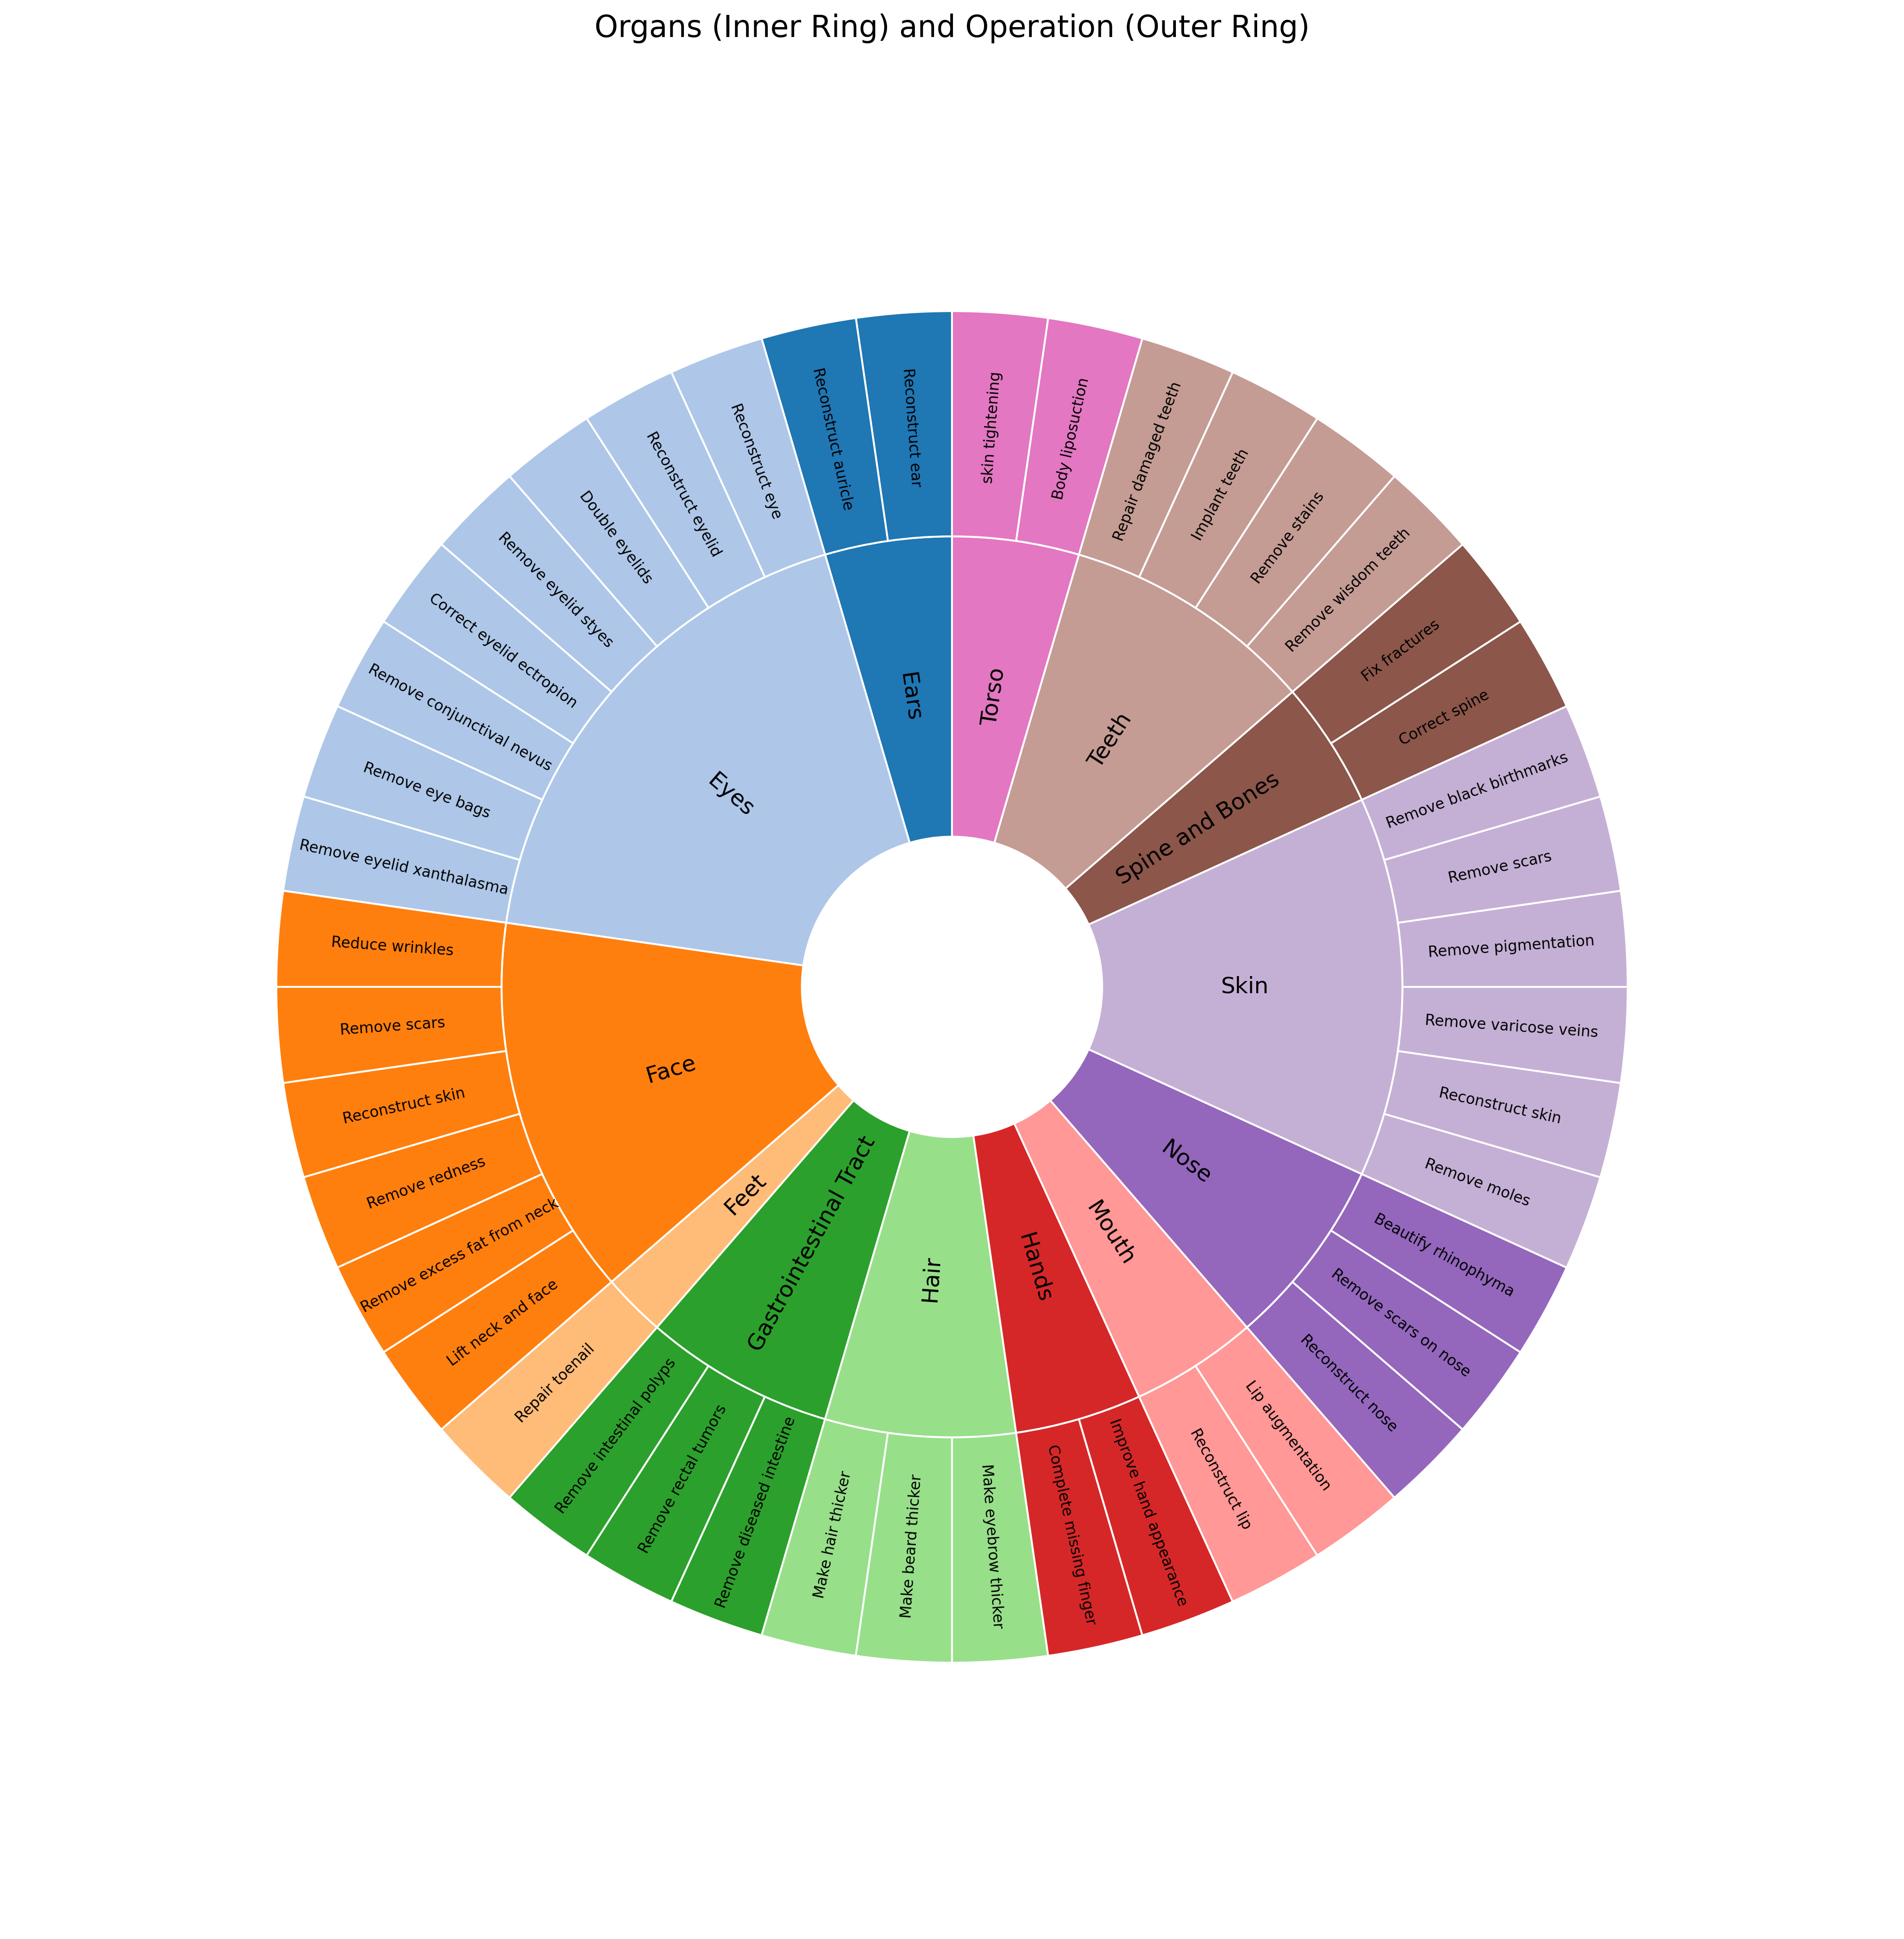 Organs (Inner Ring) and Operation (Outer Ring)
Ears
Reconstruct ear
Reconstruct auricle
Eyes
Reconstruct eye
Reconstruct eyelid
Double eyelids
Remove eyelid styes
Correct eyelid ectropion
Remove conjunctival nevus
Remove eye bags
Remove eyelid xanthalasma
Face
Reduce wrinkles
Remove scars
Reconstruct skin
Remove redness
Remove excess fat from neck
Lift neck and face
Feet
Repair toenail
Gastrointestinal Tract
Remove intestinal polyps
Remove rectal tumors
Remove diseased intestine
Hair
Make hair thicker
Make beard thicker
Make eyebrow thicker
Hands
Complete missing finger
Improve hand appearance
Mouth
Reconstruct lip
Lip augmentation
Nose
Reconstruct nose
Remove scars on nose
Beautify rhinophyma
Skin
Remove moles
Reconstruct skin
Remove varicose veins
Remove pigmentation
Remove scars
Remove black birthmarks
Spine and Bones
Correct spine
Fix fractures
Teeth
Remove wisdom teeth
Remove stains
Implant teeth
Repair damaged teeth
Torso
Body liposuction
skin tightening